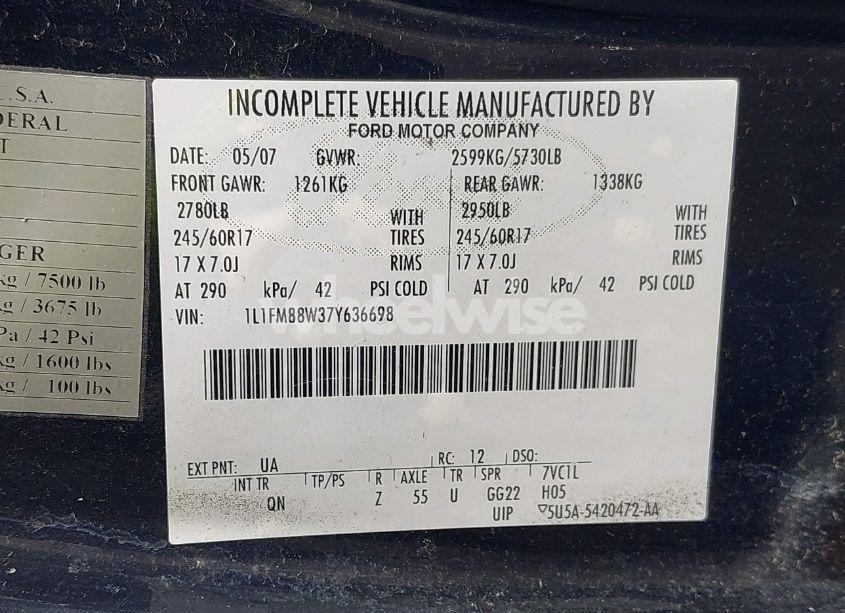 .S.A.
DERAL
T
GER
kg / 7500 lb
kg / 3675 lb
Pa / 42 Psi
kg / 1600 lbs
kg / 100 lbs
INCOMPLETE VEHICLE MANUFACTURED BY
FORD MOTOR COMPANY
DATE: 05/07 GVWR: 2599KG/5730LB
FRONT GAWR: 1261KG REAR GAWR: 1338KG
2780LB WITH 2950LB WITH
245/60R17 TIRES 245/60R17 TIRES
17 X 7.0J RIMS 17 X 7.0J RIMS
AT 290 kPa/ 42 PSI COLD AT 290 kPa/ 42 PSI COLD
wheelwise
VIN: 1L1FM88W37Y636698
EXT PNT: UA RC: 12 DSO:
INT TR TP/PS R AXLE TR SPR 7VC1L
QN Z 55 U GG22 H05
UIP ▽5U5A-5420472-AA